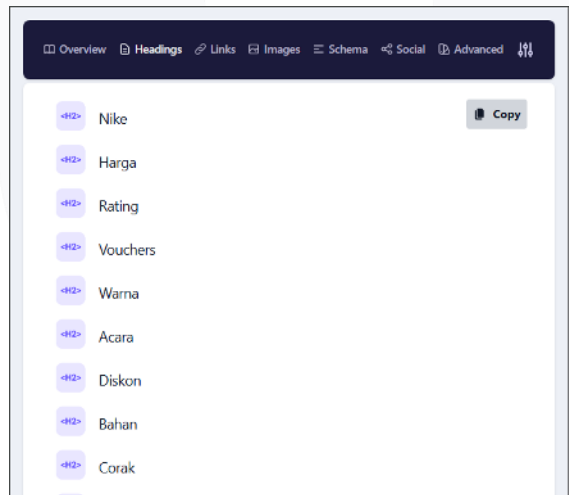 Overview Headings Links Images Schema Social Advanced
<H2> Nike
Copy
<H2> Harga
<H2> Rating
<H2> Vouchers
<H2> Warna
<H2> Acara
<H2> Diskon
<H2> Bahan
<H2> Corak